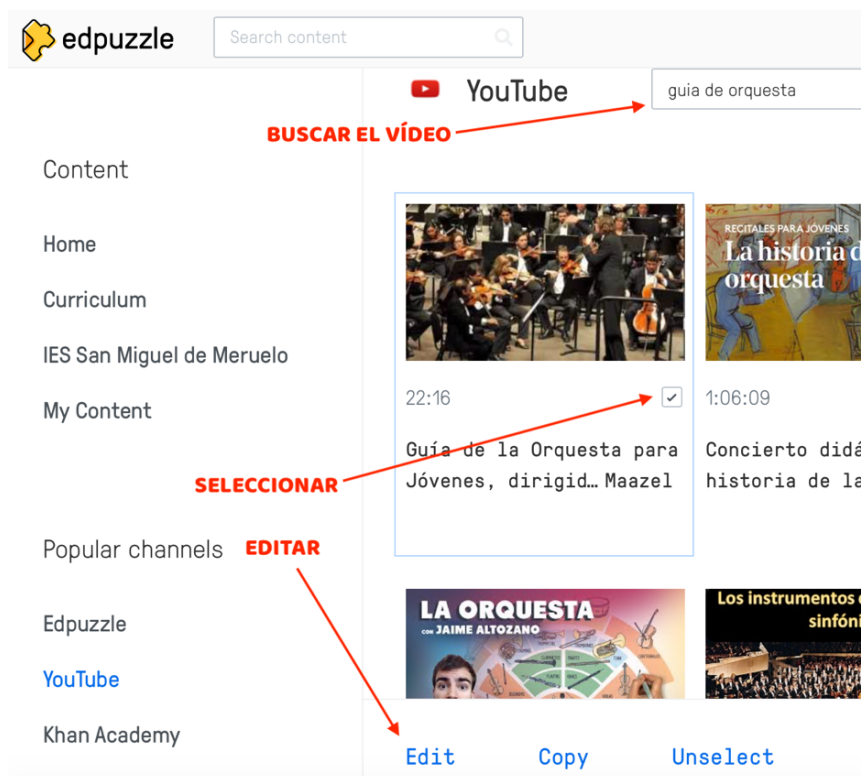 edpuzzle
Search content
YouTube
guia de orquesta
BUSCAR EL VÍDEO
Content
Home
Curriculum
IES San Miguel de Meruelo
My Content
RECITALES PARA JÓVENES
La historia d
orquesta
22:16
1:06:09
Guía de la Orquesta para
Jóvenes, dirigid… Maazel
Concierto didá
historia de la
SELECCIONAR
Popular channels
EDITAR
Edpuzzle
YouTube
Khan Academy
LA ORQUESTA
CON JAIME ALTOZANO
Los instrumentos
sinfóni
Edit
Copy
Unselect